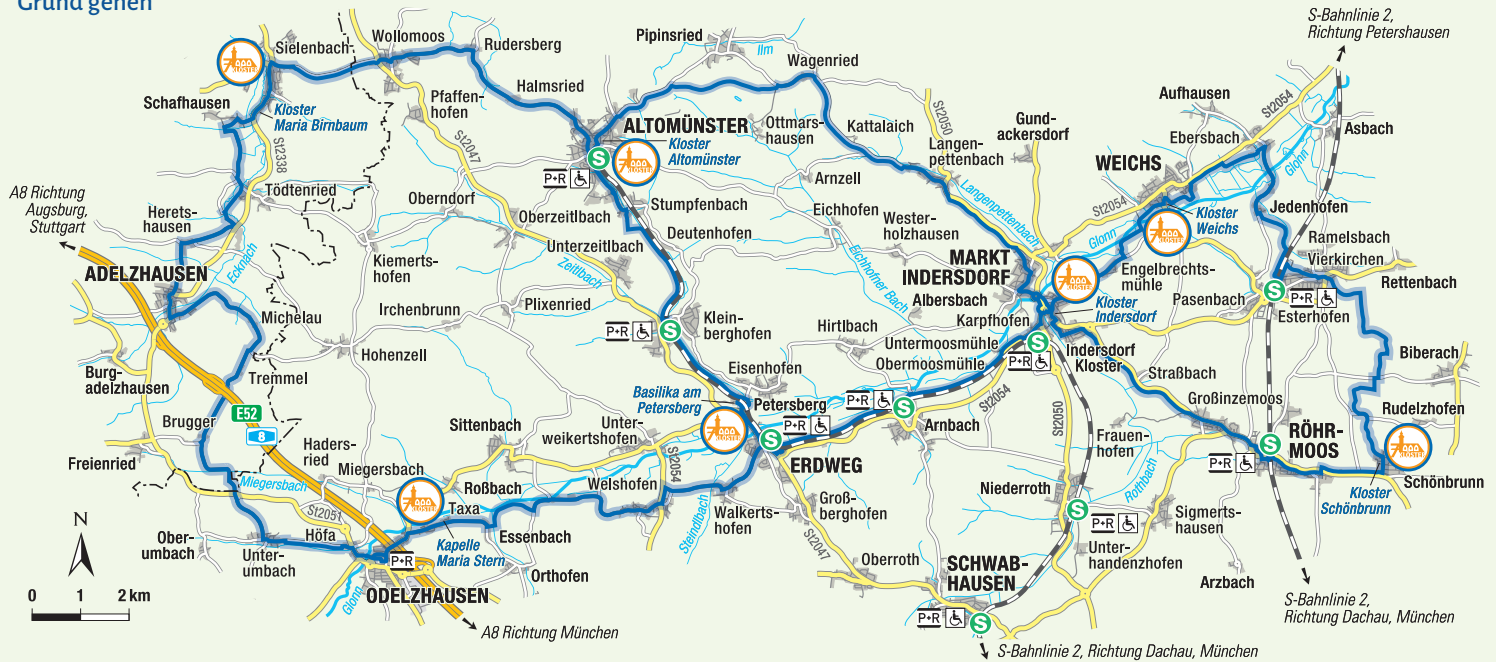 Grund gehen
S-Bahnlinie 2,
Richtung Petershausen
Sielenbach
Wollomoos
Rudersberg
Pipinsried
Ilm
Wagenried
KLOSTER
Schafhausen
Kloster
Maria Birnbaum
Pfaffen-
hofen
Halmsried
ALTOMÜNSTER
Kloster
Altomünster
KLOSTER
Ottmars-
hausen
Kattalaich
St2050
Langen-
pettenbach
Gund-
ackersdorf
Aufhausen
Ebersbach
St2054
Asbach
WEICHS
Glonn
St2338
St2047
P+R
S
Arnzell
Langenpettenbach
St2054
Tödtenried
Oberndorf
Stumpfenbach
Eichhofen
Wester-
holzhausen
Glonn
Kloster
Weichs
KLOSTER
Jedenhofen
A8 Richtung
Augsburg,
Stuttgart
Herets-
hausen
Oberzeitlbach
Deutenhofen
Unterzeitlbach
Zeitlbach
Eichhofner Bach
MARKT
INDERSDORF
Ramelsbach
Vierkirchen
Ecknach
Kiemerts-
hofen
ADELZHAUSEN
Engelbrechts-
mühle
KLOSTER
Kloster
Indersdorf
Pasenbach
Rettenbach
S
P+R
Esterhofen
Michelau
Irchenbrunn
Plixenried
Albersbach
Karpfhofen
Klein-
berghofen
P+R
S
Hirtlbach
Untermoosmühle
Obermoosmühle
S
P+R
Indersdorf
Kloster
Hohenzell
Eisenhofen
Biberach
Burg-
adelzhausen
Tremmel
Straßbach
Basilika am
Petersberg
Petersberg
P+R
S
St2054
St2050
Großinzemoos
Rudelzhofen
E52
8
Brugger
KLOSTER
P+R
S
Arnbach
Frauen-
hofen
RÖHR-
MOOS
S
P+R
KLOSTER
Sittenbach
Unter-
weikertshofen
Haders-
ried
ERDWEG
Freienried
Miegersbach
Miegersbach
Roßbach
Welshofen
St2054
Niederroth
Rothbach
Kloster
Schönbrunn
Schönbrunn
KLOSTER
Taxa
St2051
Steindlbach
Walkerts-
hofen
Groß-
berghofen
S
P+R
Sigmerts-
hausen
N
Ober-
umbach
Unter-
umbach
Höfa
Kapelle
Maria Stern
Essenbach
St2047
Unter-
handenzhofen
P+R
Orthofen
Oberroth
SCHWAB-
HAUSEN
Arzbach
ODELZHAUSEN
Glonn
0 1 2 km
P+R
S
S-Bahnlinie 2,
Richtung Dachau, München
A8 Richtung München
S-Bahnlinie 2, Richtung Dachau, München